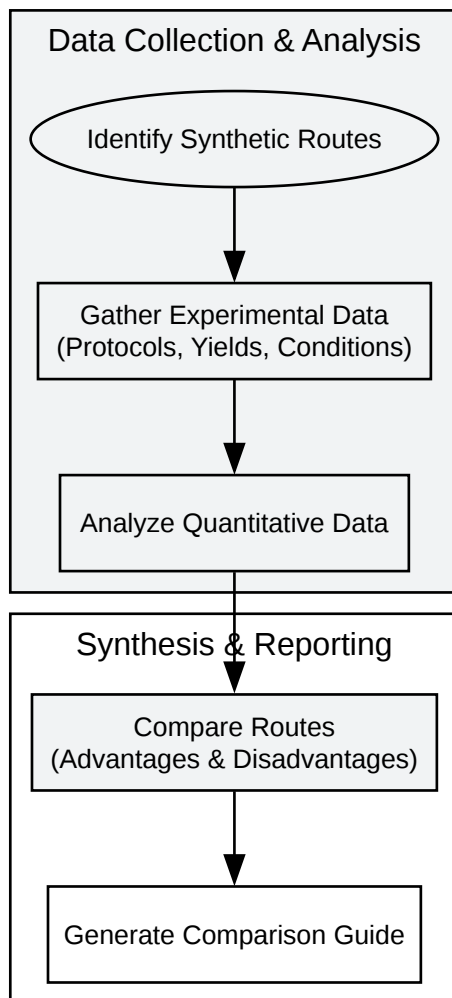 Data Collection & Analysis
Identify Synthetic Routes
Gather Experimental Data
(Protocols, Yields, Conditions)
Analyze Quantitative Data
Synthesis & Reporting
Compare Routes
(Advantages & Disadvantages)
Generate Comparison Guide